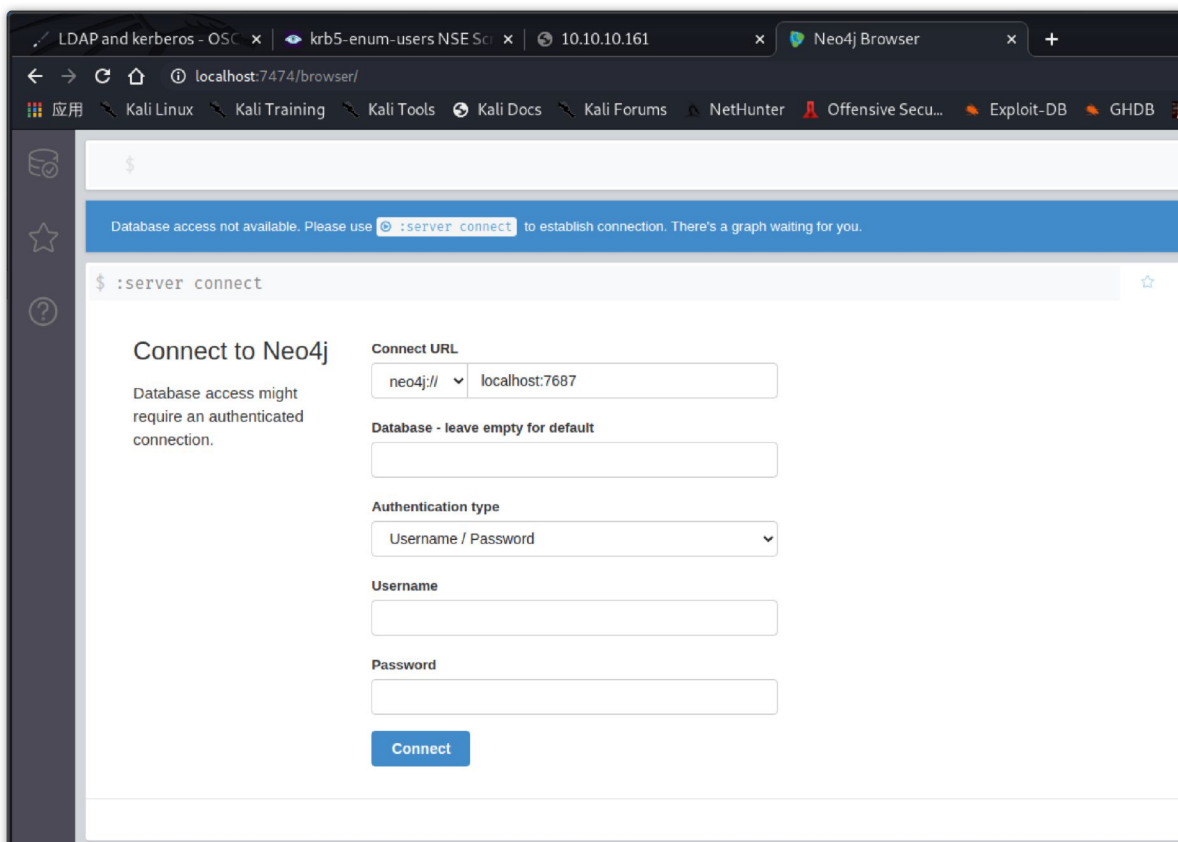 LDAP and kerberos - OSC
krb5-enum-users NSE Scr
10.10.10.161
Neo4j Browser
localhost:7474/browser/
应用 Kali Linux Kali Training Kali Tools Kali Docs Kali Forums NetHunter Offensive Secu... Exploit-DB GHDB
$
Database access not available. Please use :server connect to establish connection. There's a graph waiting for you.
$ :server connect
Connect to Neo4j
Database access might
require an authenticated
connection.
Connect URL
neo4j:// localhost:7687
Database - leave empty for default
Authentication type
Username / Password
Username
Password
Connect